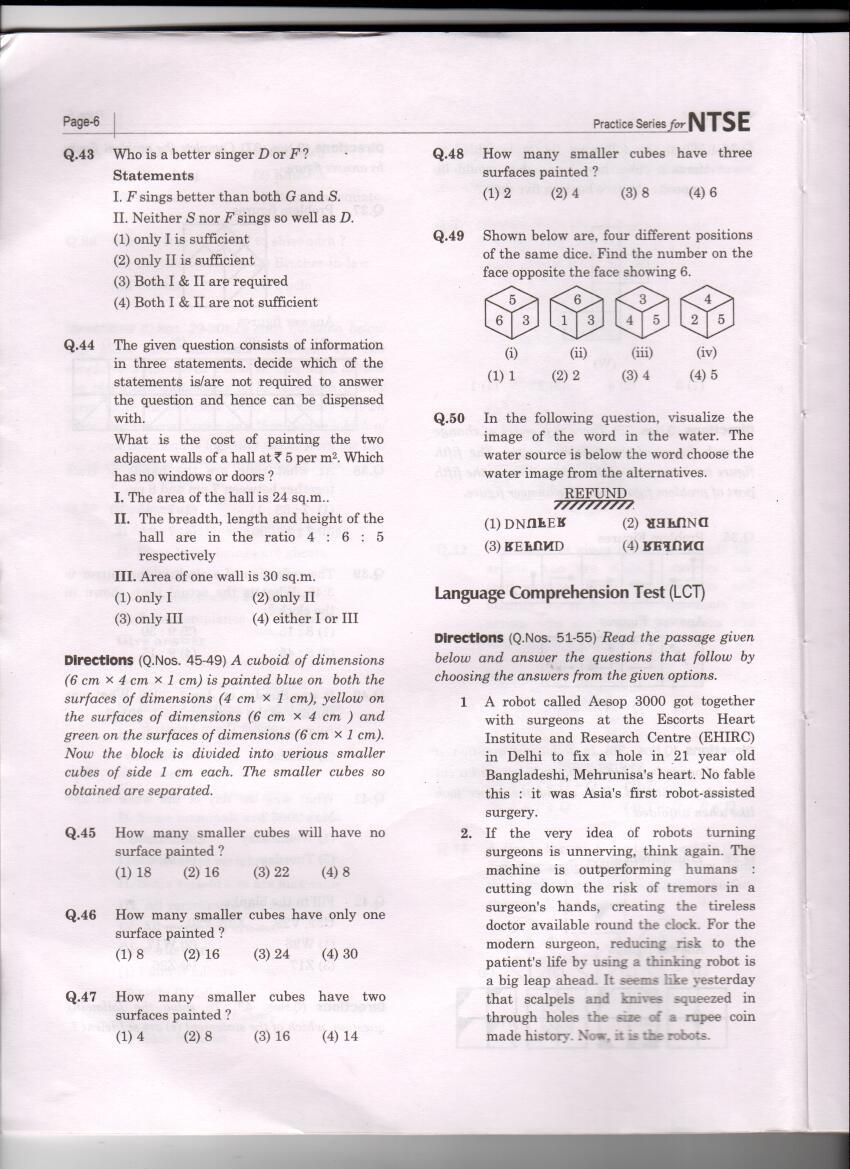 Page-6
Practice Series for NTSE
Q.43 Who is a better singer D or F ?
Statements
I. F sings better than both G and S.
II. Neither S nor F sings so well as D.
(1) only I is sufficient
(2) only II is sufficient
(3) Both I & II are required
(4) Both I & II are not sufficient
Q.44 The given question consists of information
in three statements. decide which of the
statements is/are not required to answer
the question and hence can be dispensed
with.
What is the cost of painting the two
adjacent walls of a hall at ₹ 5 per m². Which
has no windows or doors ?
I. The area of the hall is 24 sq.m..
II. The breadth, length and height of the
hall are in the ratio 4 : 6 : 5
respectively
III. Area of one wall is 30 sq.m.
(1) only I (2) only II
(3) only III (4) either I or III
Directions (Q.Nos. 45-49) A cuboid of dimensions
(6 cm × 4 cm × 1 cm) is painted blue on both the
surfaces of dimensions (4 cm × 1 cm), yellow on
the surfaces of dimensions (6 cm × 4 cm ) and
green on the surfaces of dimensions (6 cm × 1 cm).
Now the block is divided into verious smaller
cubes of side 1 cm each. The smaller cubes so
obtained are separated.
Q.45 How many smaller cubes will have no
surface painted ?
(1) 18 (2) 16 (3) 22 (4) 8
Q.46 How many smaller cubes have only one
surface painted ?
(1) 8 (2) 16 (3) 24 (4) 30
Q.47 How many smaller cubes have two
surfaces painted ?
(1) 4 (2) 8 (3) 16 (4) 14
Q.48 How many smaller cubes have three
surfaces painted ?
(1) 2 (2) 4 (3) 8 (4) 6
Q.49 Shown below are, four different positions
of the same dice. Find the number on the
face opposite the face showing 6.
5 6 3 4
6 3 1 3 4 5 2 5
(i) (ii) (iii) (iv)
(1) 1 (2) 2 (3) 4 (4) 5
Q.50 In the following question, visualize the
image of the word in the water. The
water source is below the word choose the
water image from the alternatives.
REFUND
(1) (2)
(3) (4)
Language Comprehension Test (LCT)
Directions (Q.Nos. 51-55) Read the passage given
below and answer the questions that follow by
choosing the answers from the given options.
1 A robot called Aesop 3000 got together
with surgeons at the Escorts Heart
Institute and Research Centre (EHIRC)
in Delhi to fix a hole in 21 year old
Bangladeshi, Mehrunisa's heart. No fable
this : it was Asia's first robot-assisted
surgery.
2. If the very idea of robots turning
surgeons is unnerving, think again. The
machine is outperforming humans :
cutting down the risk of tremors in a
surgeon's hands, creating the tireless
doctor available round the clock. For the
modern surgeon, reducing risk to the
patient's life by using a thinking robot is
a big leap ahead. It seems like yesterday
that scalpels and knives squeezed in
through holes the size of a rupee coin
made history. Now, it is the robots.